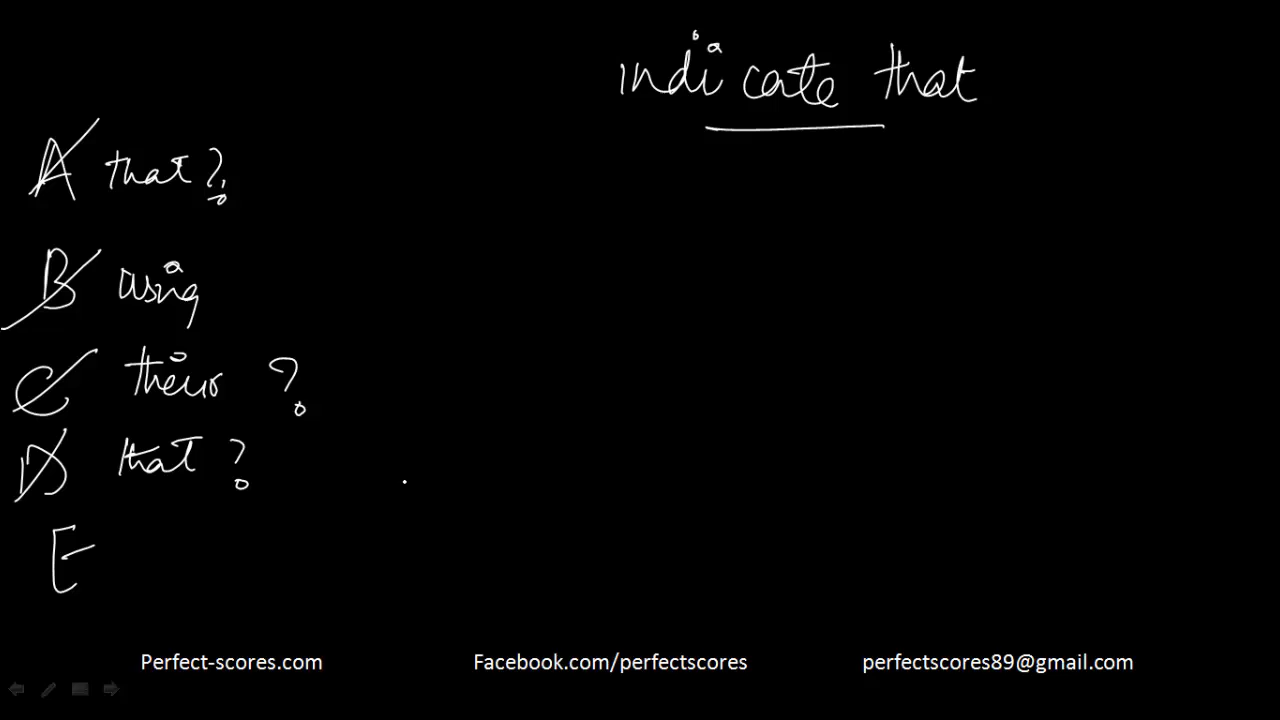 indicate that
A that ?
B using
C their ?
D that ?
E
Perfect-scores.com Facebook.com/perfectscores perfectscores89@gmail.com